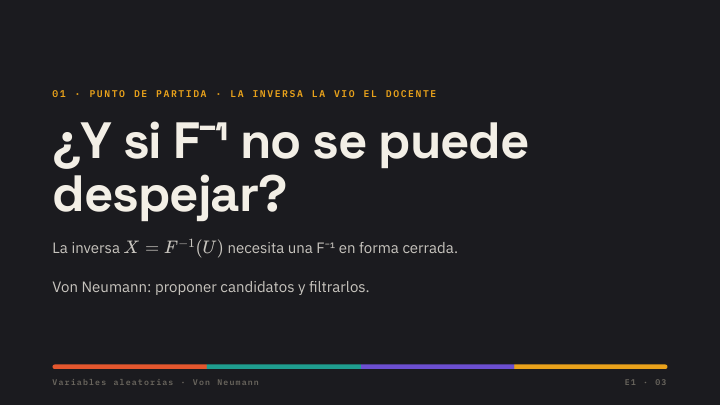 01 · PUNTO DE PARTIDA · LA INVERSA LA VIO EL DOCENTE
¿Y si F⁻¹ no se puede
despejar?
La inversa X = F⁻¹(U) necesita una F⁻¹ en forma cerrada.
Von Neumann: proponer candidatos y filtrarlos.
Variables aleatorias · Von Neumann
E1 · 03